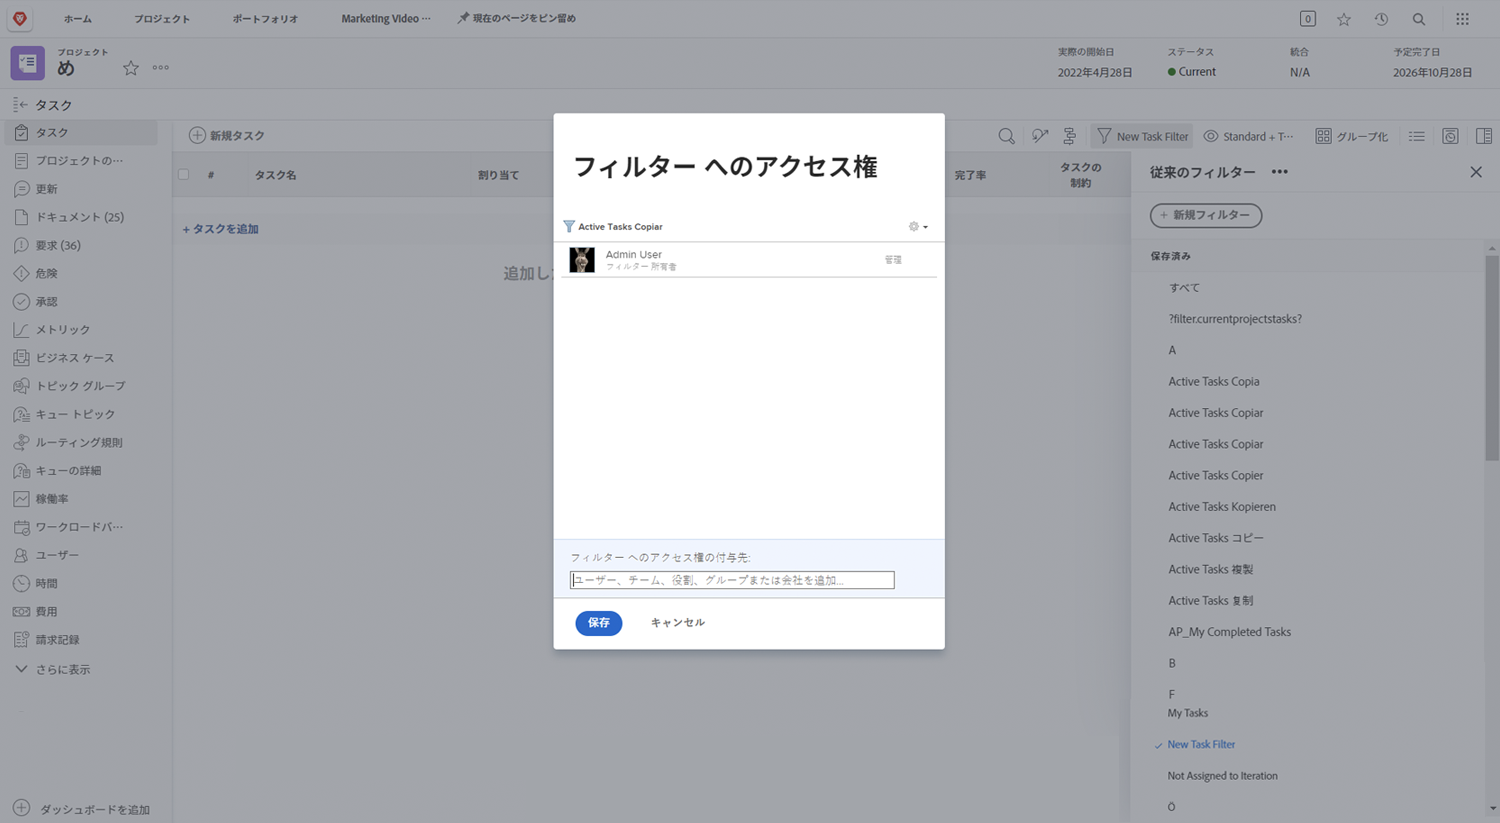 ホーム
プロジェクト
ポートフォリオ
Marketing Video ···
現在のページをピン留め
0
プロジェクト
め
実際の開始日
2022年4月28日
ステータス
Current
統合
N/A
予定完了日
2026年10月28日
タスク
タスク
プロジェクトの···
更新
ドキュメント (25)
要求 (36)
危険
承認
メトリック
ビジネス ケース
トピック グループ
キュー トピック
ルーティング規則
キューの詳細
稼働率
ワークロードバ···
ユーザー
時間
費用
請求記録
さらに表示
ダッシュボードを追加
新規タスク
New Task Filter
Standard + T···
グループ化
#
タスク名
割り当て
完了率
タスクの
制約
+ タスクを追加
追加し
フィルター へのアクセス権
Active Tasks Copiar
Admin User
フィルター 所有者
管理
フィルター へのアクセス権の付与先:
ユーザー、チーム、役割、グループまたは会社を追加...
保存
キャンセル
従来のフィルター
+ 新規フィルター
保存済み
すべて
?filter.currentprojectstasks?
A
Active Tasks Copia
Active Tasks Copiar
Active Tasks Copiar
Active Tasks Copier
Active Tasks Kopieren
Active Tasks コピー
Active Tasks 複製
Active Tasks 复制
AP_My Completed Tasks
B
F
My Tasks
New Task Filter
Not Assigned to Iteration
Ö